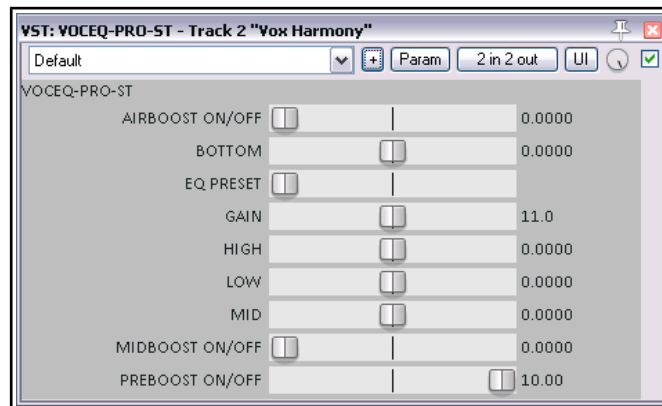 VST: VOCEQ-PRO-ST - Track 2 "Vox Harmony"
Default + Param 2 in 2 out UI
VOCEQ-PRO-ST
AIRBOOST ON/OFF 0.0000
BOTTOM 0.0000
EQ PRESET
GAIN 11.0
HIGH 0.0000
LOW 0.0000
MID 0.0000
MIDBOOST ON/OFF 0.0000
PREBOOST ON/OFF 10.00